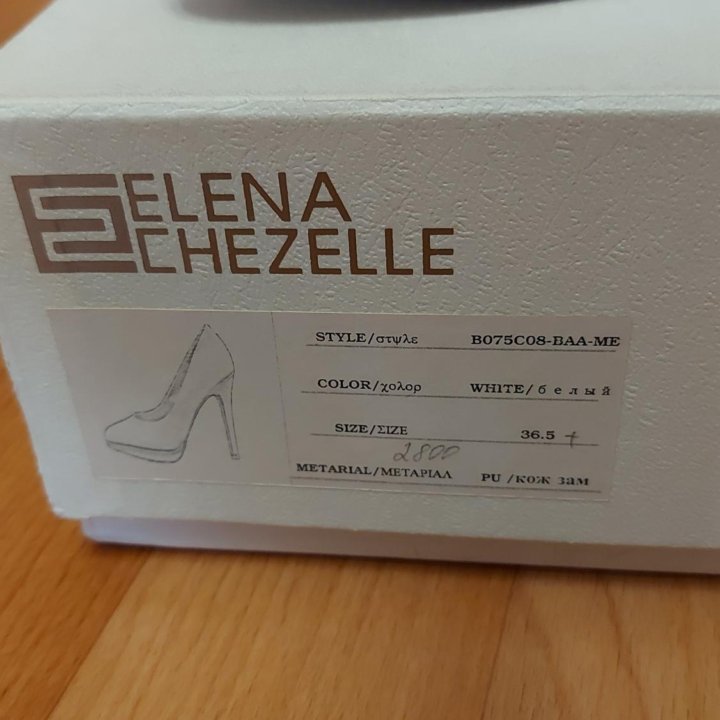 ELENA
CHEZELLE
STYLE/στψλε B075C08-BAA-ME
COLOR/χολορ WHITE/белый
SIZE/ΣΙΖΕ 36.5 +
2800
METARIAL/ΜΕΤΑΡΙΑΛ PU /кож зам